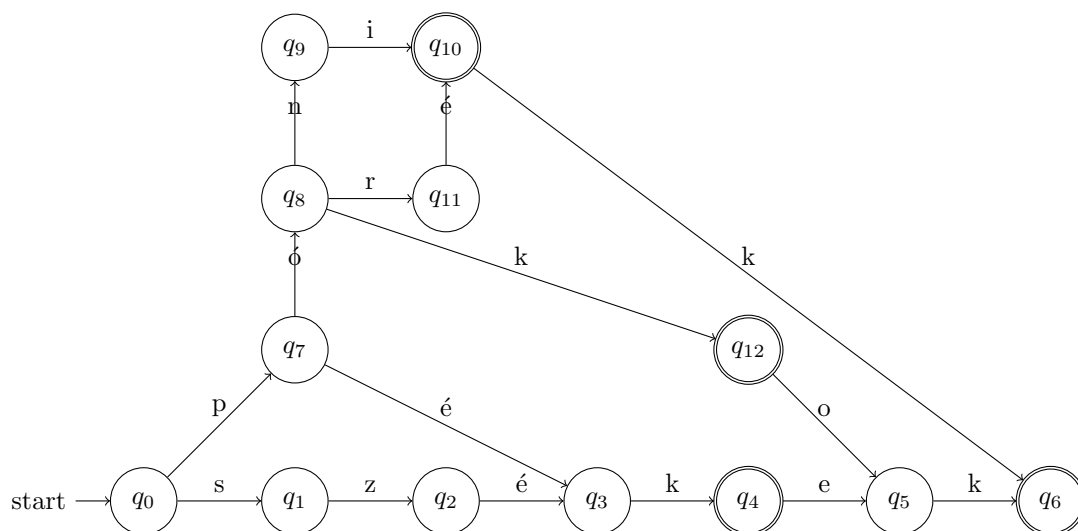 q9 i q10
n é
q8 r q11
ó k k
q7 q12
p é o
start q0 s q1 z q2 é q3 k q4 e q5 k q6